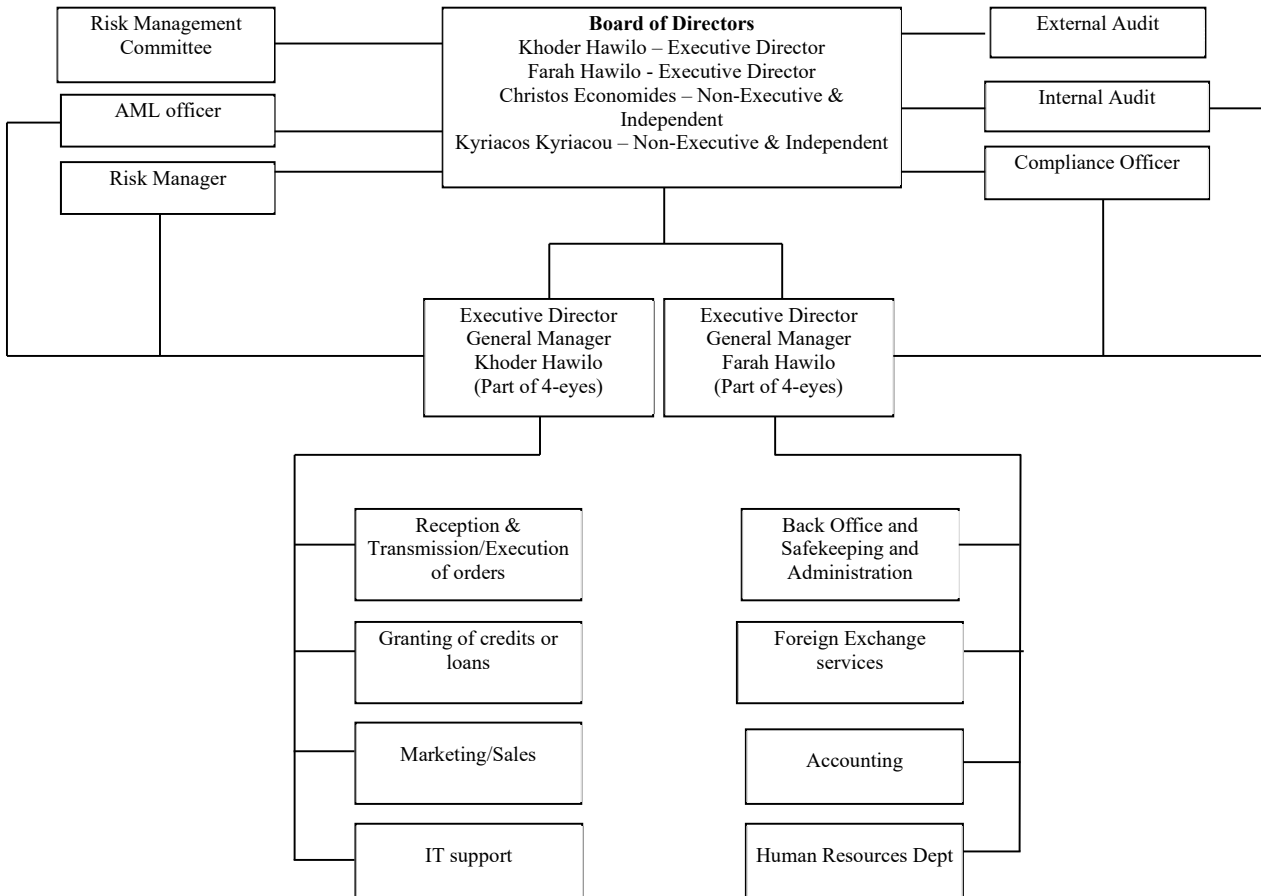 Risk Management
Committee
AML officer
Risk Manager
Board of Directors
Khoder Hawilo – Executive Director
Farah Hawilo - Executive Director
Christos Economides – Non-Executive &
Independent
Kyriacos Kyriacou – Non-Executive & Independent
External Audit
Internal Audit
Compliance Officer
Executive Director
General Manager
Khoder Hawilo
(Part of 4-eyes)
Executive Director
General Manager
Farah Hawilo
(Part of 4-eyes)
Reception &
Transmission/Execution
of orders
Granting of credits or
loans
Marketing/Sales
IT support
Back Office and
Safekeeping and
Administration
Foreign Exchange
services
Accounting
Human Resources Dept